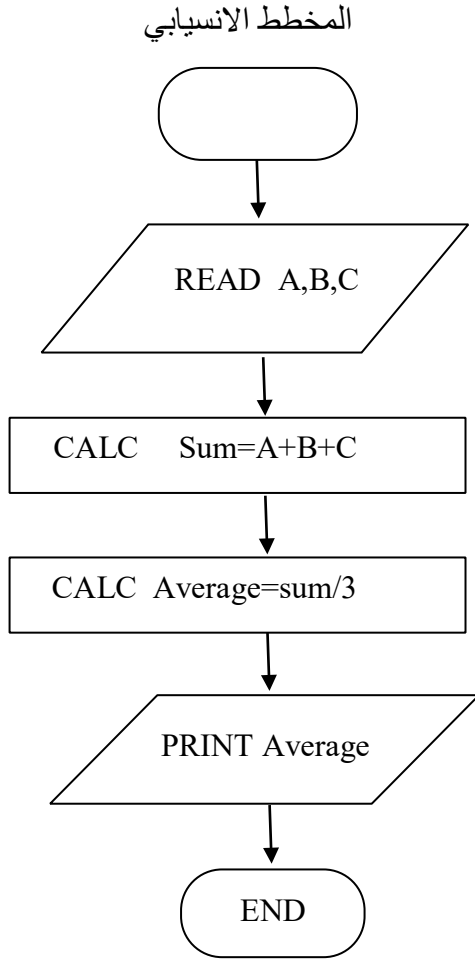 المخطط الانسيابي
READ A,B,C
CALC Sum=A+B+C
CALC Average=sum/3
PRINT Average
END